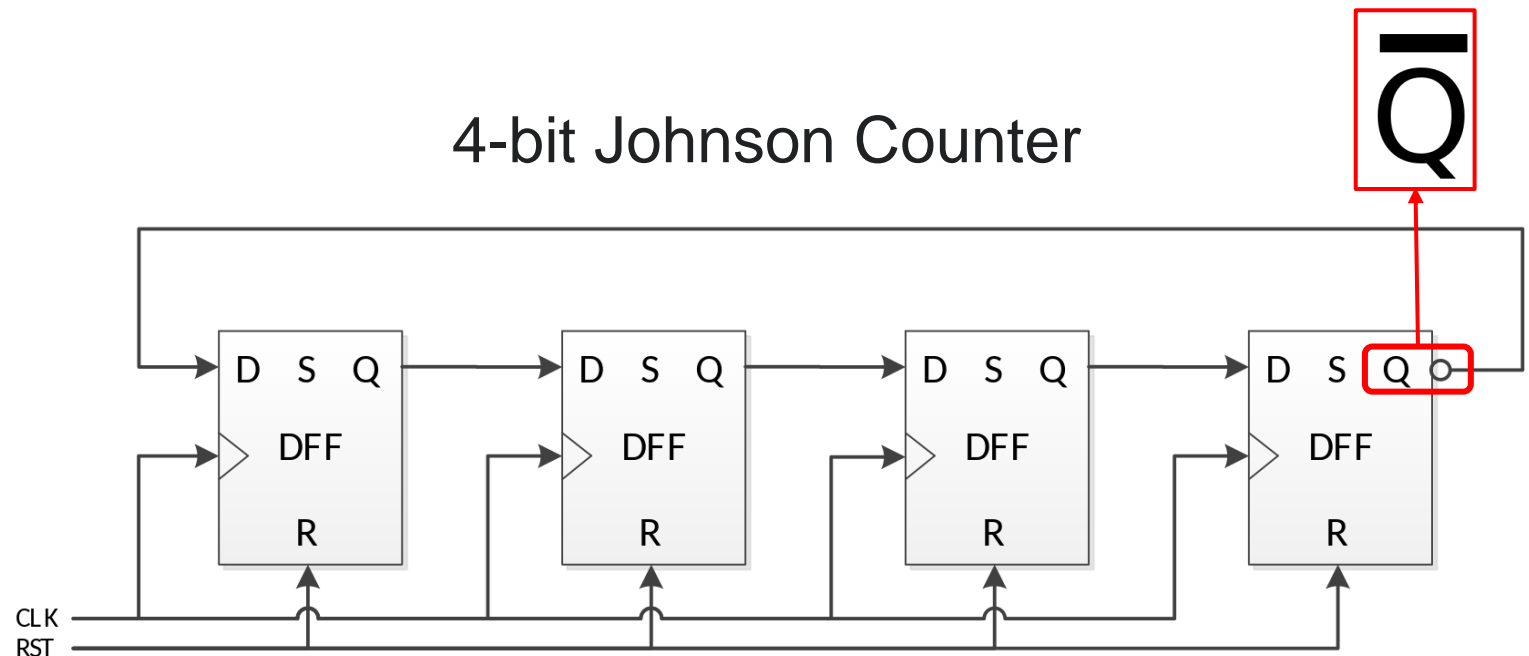 Q̅
4-bit Johnson Counter
D S Q D S Q D S Q D S Q
DFF DFF DFF DFF
R R R R
CLK
RST